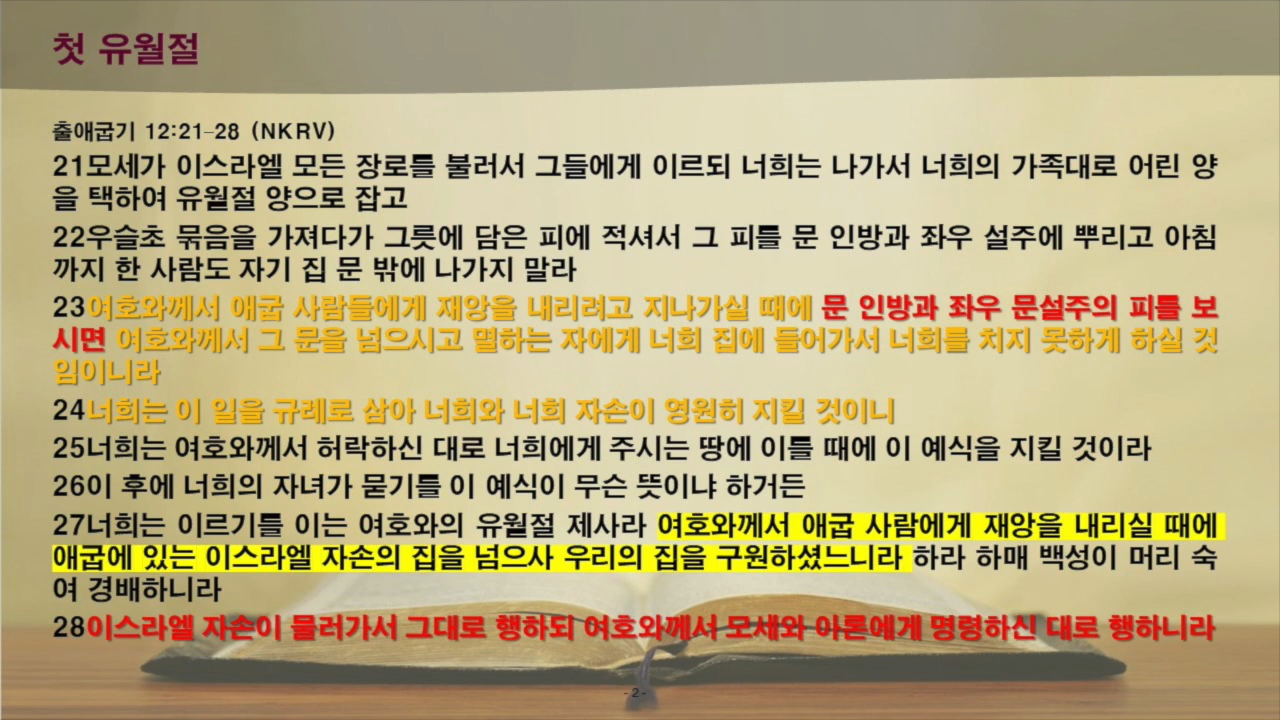 첫 유월절
출애굽기 12:21–28 (NKRV)
21모세가 이스라엘 모든 장로를 불러서 그들에게 이르되 너희는 나가서 너희의 가족대로 어린 양
을 택하여 유월절 양으로 잡고
22우슬초 묶음을 가져다가 그릇에 담은 피에 적셔서 그 피를 문 인방과 좌우 설주에 뿌리고 아침
까지 한 사람도 자기 집 문 밖에 나가지 말라
23여호와께서 애굽 사람들에게 재앙을 내리려고 지나가실 때에 문 인방과 좌우 문설주의 피를 보
시면 여호와께서 그 문을 넘으시고 멸하는 자에게 너희 집에 들어가서 너희를 치지 못하게 하실 것
임이니라
24너희는 이 일을 규례로 삼아 너희와 너희 자손이 영원히 지킬 것이니
25너희는 여호와께서 허락하신 대로 너희에게 주시는 땅에 이를 때에 이 예식을 지킬 것이라
26이 후에 너희의 자녀가 묻기를 이 예식이 무슨 뜻이냐 하거든
27너희는 이르기를 이는 여호와의 유월절 제사라 여호와께서 애굽 사람에게 재앙을 내리실 때에
애굽에 있는 이스라엘 자손의 집을 넘으사 우리의 집을 구원하셨느니라 하라 하매 백성이 머리 숙
여 경배하니라
28이스라엘 자손이 물러가서 그대로 행하되 여호와께서 모세와 아론에게 명령하신 대로 행하니라
- 2 -